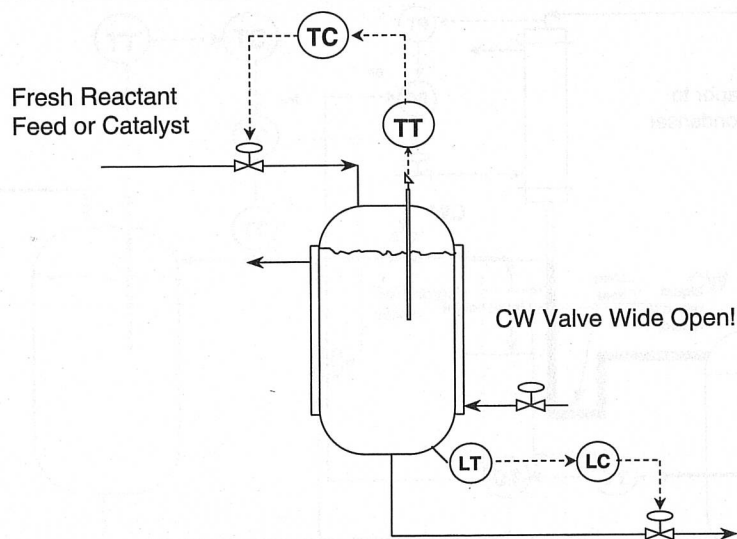 TC
Fresh Reactant
Feed or Catalyst
TT
CW Valve Wide Open!
LT
LC